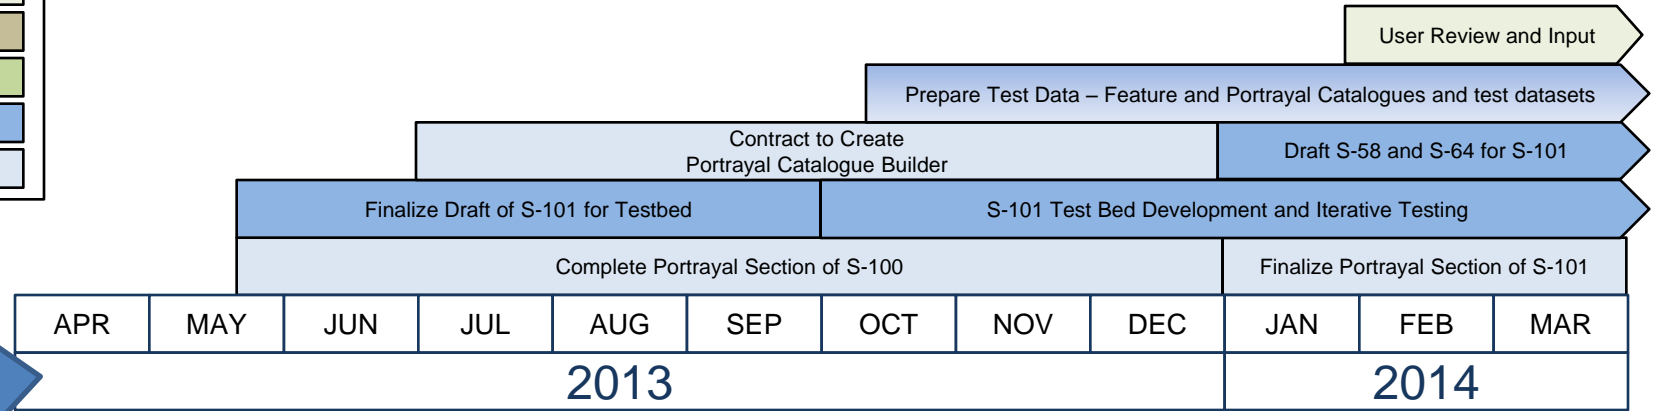 User Review and Input
Prepare Test Data – Feature and Portrayal Catalogues and test datasets
Contract to Create
Portrayal Catalogue Builder
Draft S-58 and S-64 for S-101
Finalize Draft of S-101 for Testbed
S-101 Test Bed Development and Iterative Testing
Complete Portrayal Section of S-100
Finalize Portrayal Section of S-101
APR MAY JUN JUL AUG SEP OCT NOV DEC JAN FEB MAR
2013 2014